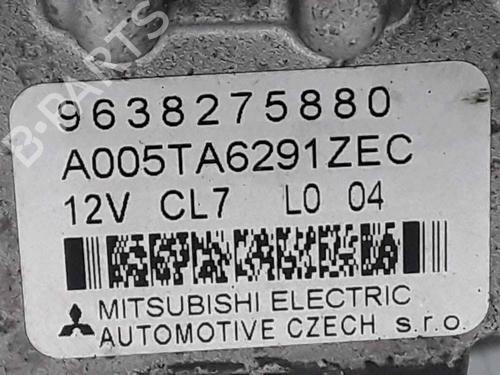 9638275880
A005TA6291ZEC
12V CL7 L0 04
MITSUBISHI ELECTRIC
AUTOMOTIVE CZECH s.r.o.
B-PARTS